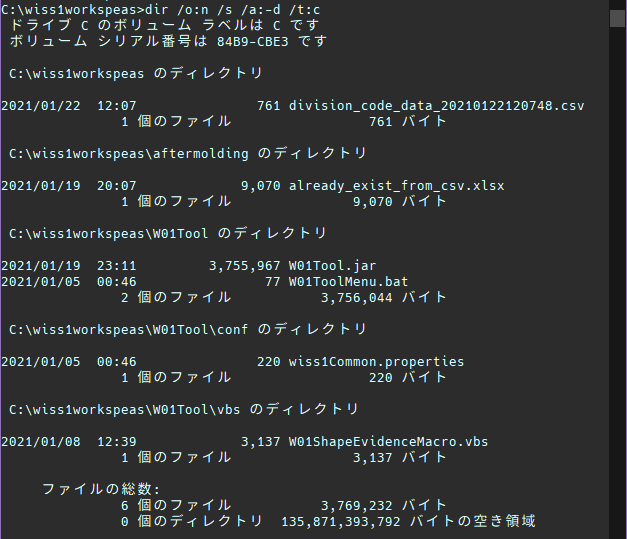 C:\wiss1workspeas>dir /o:n /s /a:-d /t:c
ドライブ C のボリューム ラベルは C です
ボリューム シリアル番号は 84B9-CBE3 です
C:\wiss1workspeas のディレクトリ
2021/01/22  12:07               761 division_code_data_20210122120748.csv
1 個のファイル                 761 バイト
C:\wiss1workspeas\aftermolding のディレクトリ
2021/01/19  20:07             9,070 already_exist_from_csv.xlsx
1 個のファイル               9,070 バイト
C:\wiss1workspeas\W01Tool のディレクトリ
2021/01/19  23:11         3,755,967 W01Tool.jar
2021/01/05  00:46                77 W01ToolMenu.bat
2 個のファイル           3,756,044 バイト
C:\wiss1workspeas\W01Tool\conf のディレクトリ
2021/01/05  00:46               220 wiss1Common.properties
1 個のファイル                 220 バイト
C:\wiss1workspeas\W01Tool\vbs のディレクトリ
2021/01/08  12:39             3,137 W01ShapeEvidenceMacro.vbs
1 個のファイル               3,137 バイト
ファイルの総数:
6 個のファイル           3,769,232 バイト
0 個のディレクトリ  135,871,393,792 バイトの空き領域